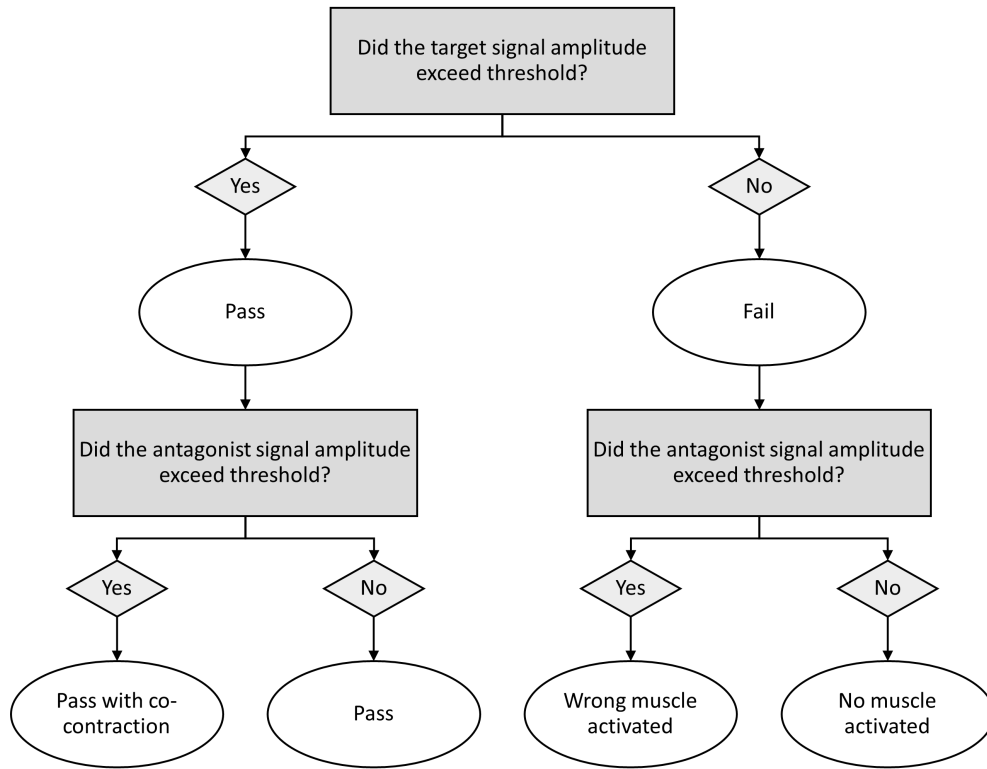 Did the target signal amplitude
exceed threshold?
Yes
No
Pass
Fail
Did the antagonist signal amplitude
exceed threshold?
Did the antagonist signal amplitude
exceed threshold?
Yes
No
Yes
No
Pass with co-
contraction
Pass
Wrong muscle
activated
No muscle
activated